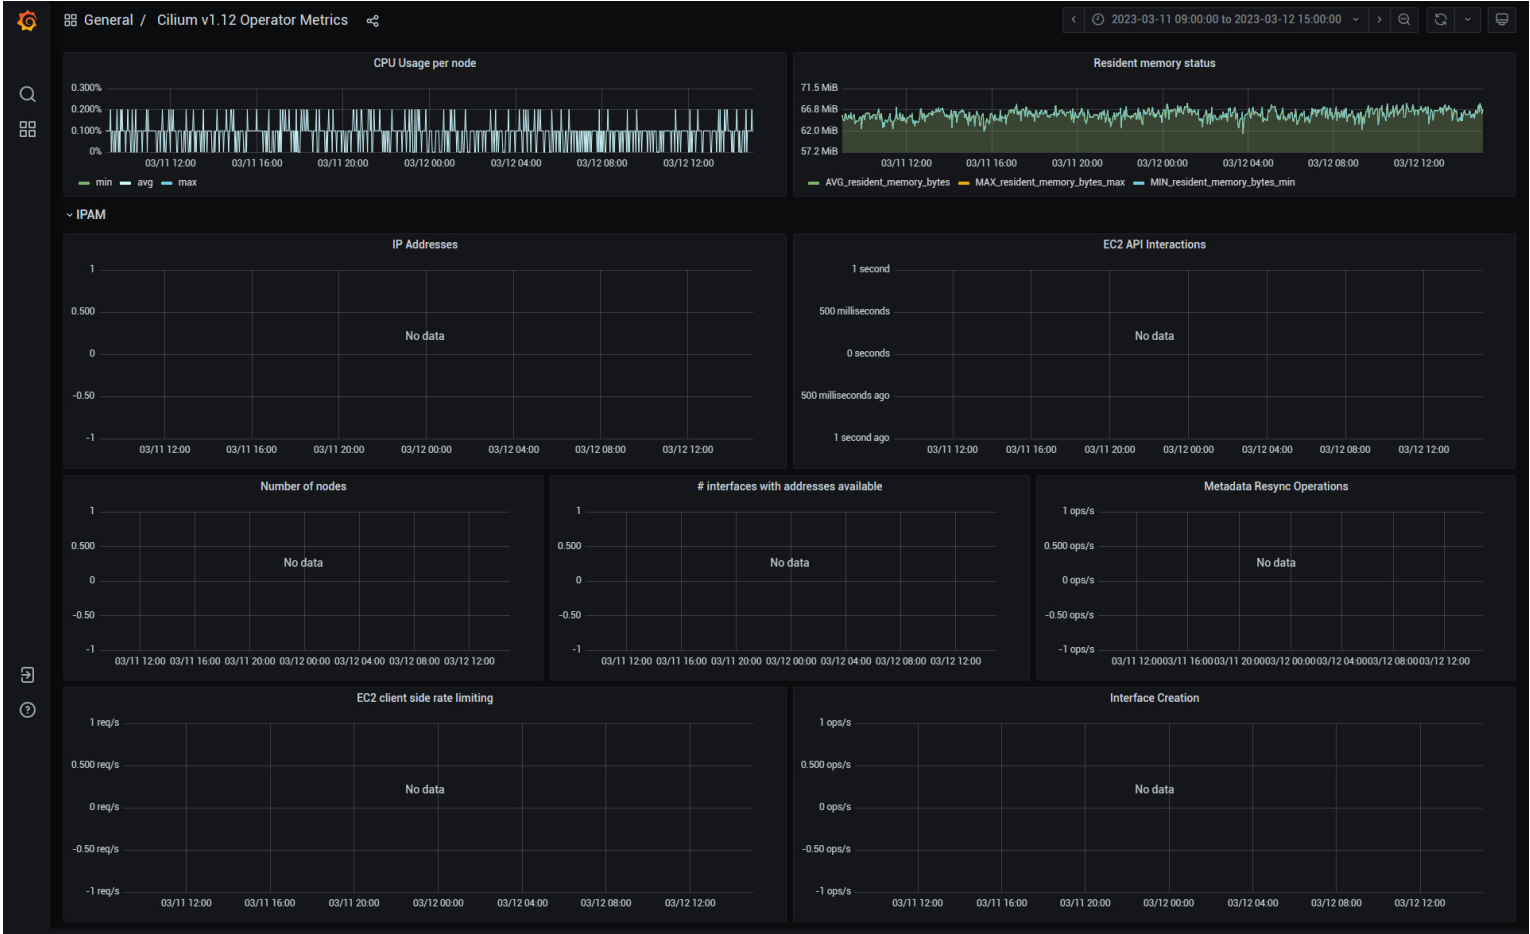 General / Cilium v1.12 Operator Metrics
2023-03-11 09:00:00 to 2023-03-12 15:00:00
CPU Usage per node
0.300%
0.200%
0.100%
0%
03/11 12:00 03/11 16:00 03/11 20:00 03/12 00:00 03/12 04:00 03/12 08:00 03/12 12:00
min avg max
Resident memory status
71.5 MiB
66.8 MiB
62.0 MiB
57.2 MiB
03/11 12:00 03/11 16:00 03/11 20:00 03/12 00:00 03/12 04:00 03/12 08:00 03/12 12:00
AVG_resident_memory_bytes MAX_resident_memory_bytes_max MIN_resident_memory_bytes_min
IPAM
IP Addresses
1
0.500
0
-0.50
-1
No data
03/11 12:00 03/11 16:00 03/11 20:00 03/12 00:00 03/12 04:00 03/12 08:00 03/12 12:00
EC2 API Interactions
1 second
500 milliseconds
0 seconds
500 milliseconds ago
1 second ago
No data
03/11 12:00 03/11 16:00 03/11 20:00 03/12 00:00 03/12 04:00 03/12 08:00 03/12 12:00
Number of nodes
1
0.500
0
-0.50
-1
No data
03/11 12:00 03/11 16:00 03/11 20:00 03/12 00:00 03/12 04:00 03/12 08:00 03/12 12:00
# interfaces with addresses available
1
0.500
0
-0.50
-1
No data
03/11 12:00 03/11 16:00 03/11 20:00 03/12 00:00 03/12 04:00 03/12 08:00 03/12 12:00
Metadata Resync Operations
1 ops/s
0.500 ops/s
0 ops/s
-0.50 ops/s
-1 ops/s
No data
03/11 12:00 03/11 16:00 03/11 20:00 03/12 00:00 03/12 04:00 03/12 08:00 03/12 12:00
EC2 client side rate limiting
1 req/s
0.500 req/s
0 req/s
-0.50 req/s
-1 req/s
No data
03/11 12:00 03/11 16:00 03/11 20:00 03/12 00:00 03/12 04:00 03/12 08:00 03/12 12:00
Interface Creation
1 ops/s
0.500 ops/s
0 ops/s
-0.50 ops/s
-1 ops/s
No data
03/11 12:00 03/11 16:00 03/11 20:00 03/12 00:00 03/12 04:00 03/12 08:00 03/12 12:00